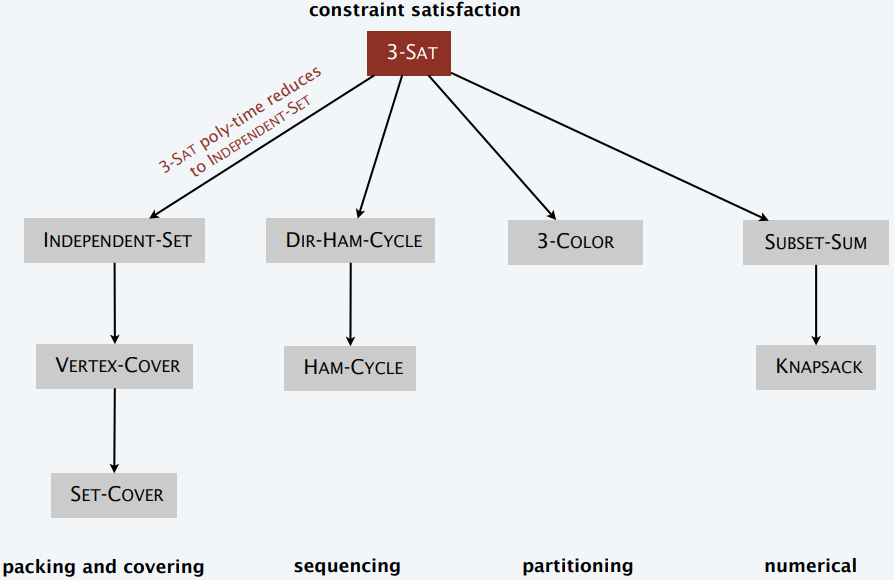 constraint satisfaction
3-SAT
3-SAT poly-time reduces
to INDEPENDENT-SET
INDEPENDENT-SET
DIR-HAM-CYCLE
3-COLOR
SUBSET-SUM
VERTEX-COVER
HAM-CYCLE
KNAPSACK
SET-COVER
packing and covering
sequencing
partitioning
numerical